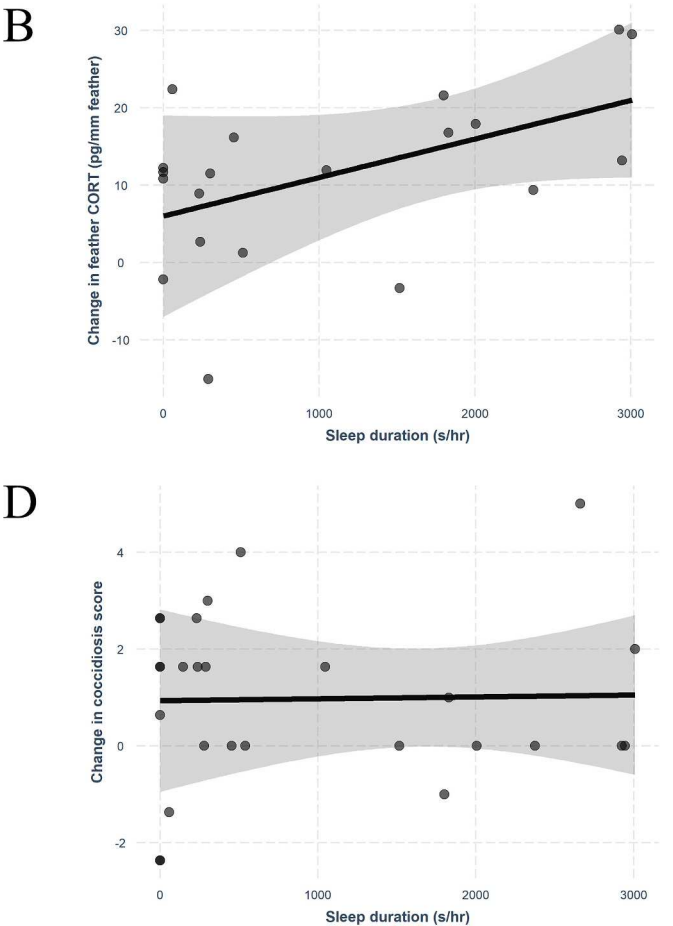 B
30
20
10
0
-10
Change in feather CORT (pg/mm feather)
0 1000 2000 3000
Sleep duration (s/hr)
D
4
2
0
-2
Change in coccidiosis score
0 1000 2000 3000
Sleep duration (s/hr)